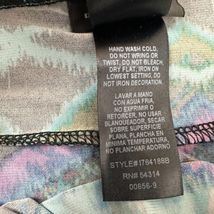 HAND WASH COLD.
DO NOT WRING OR
TWIST, DO NOT BLEACH,
DRY FLAT, IRON ON
LOWEST SETTING, DO
NOT IRON DECORATION.
LAVAR A MANO
CON AGUA FRIA,
NO EXPRIMIR O
RETORCER, NO USAR
BLANQUEADOR, SECAR
SOBRE SUPERFICIE
PLANA, PLANCHA EN
MINIMA TEMPERATURA,
NO PLANCHAR ADORNO
STYLE# I764188B
RN# 54314
00656-9